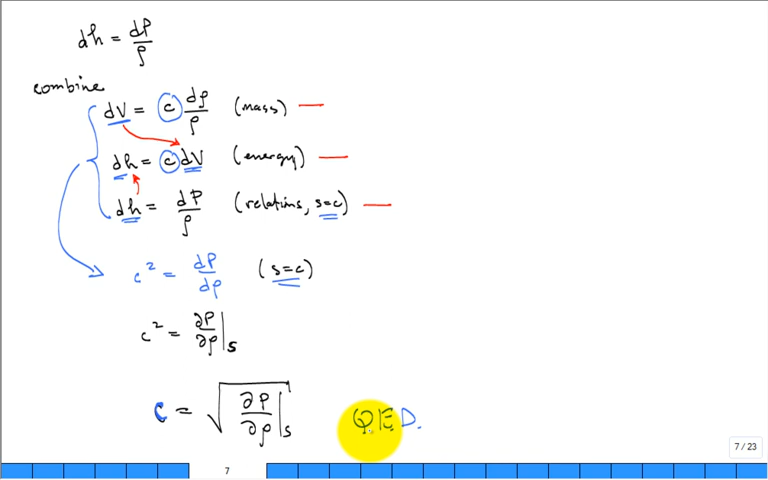 dh = dP/ρ
combine
dV = c dρ/ρ (mass)
dh = c dV (energy)
dh = dP/ρ (relations, s=c)
c² = dP/dρ (s=c)
c² = ∂P/∂ρ|s
c = √(∂P/∂ρ|s) Q.E.D.
7 / 23
7